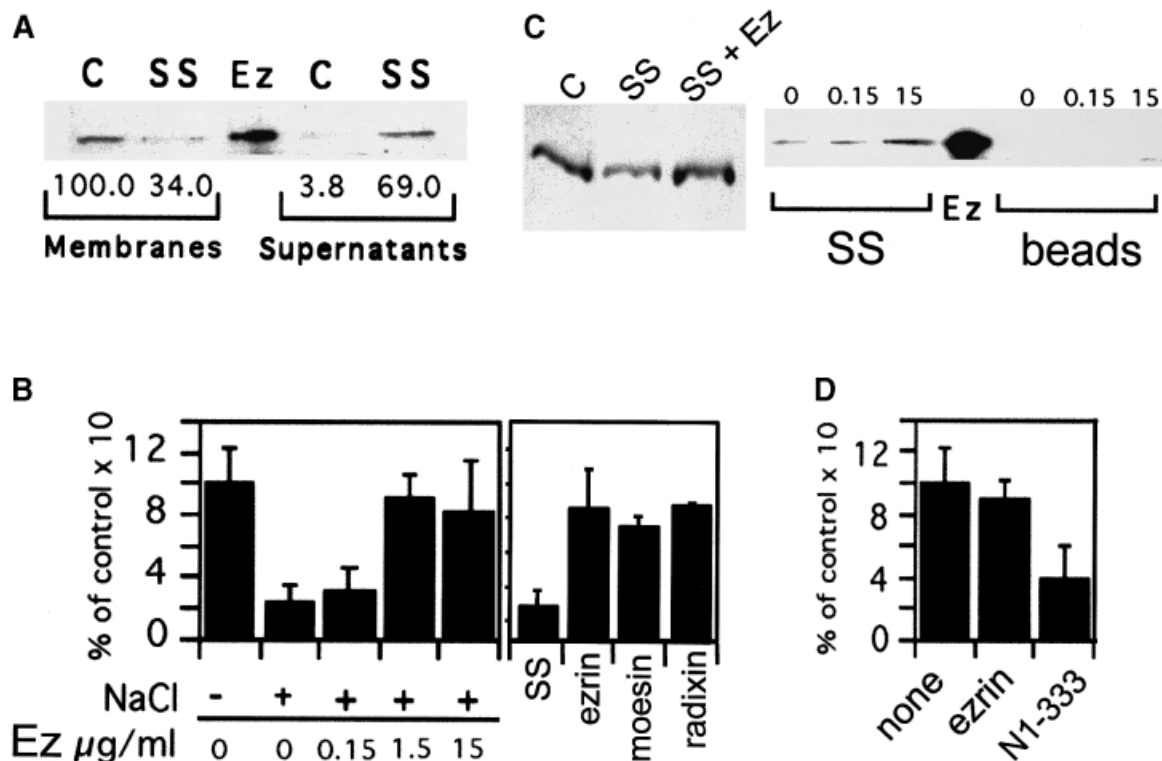 A
C SS Ez C SS
100.0 34.0 3.8 69.0
Membranes Supernatants
C
C SS SS + Ez
0 0.15 15 0 0.15 15
SS Ez beads
B
% of control x 10
12
8
4
0
NaCl - + + + +
Ez µg/ml 0 0 0.15 1.5 15
SS ezrin moesin radixin
D
% of control x 10
12
8
4
0
none ezrin N1-333